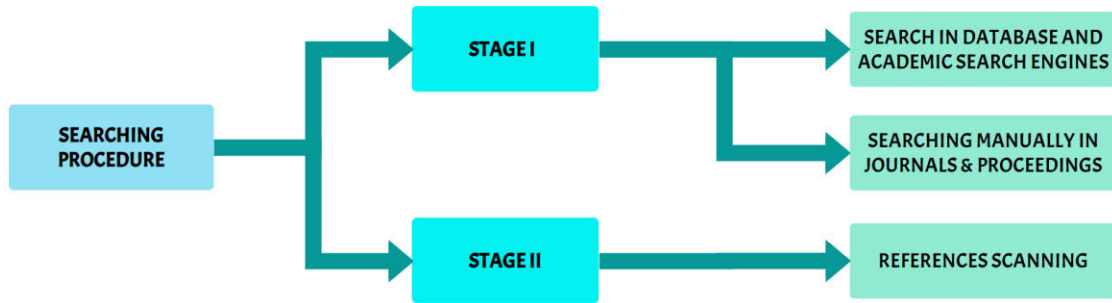 SEARCHING
PROCEDURE
STAGE I
SEARCH IN DATABASE AND
ACADEMIC SEARCH ENGINES
SEARCHING MANUALLY IN
JOURNALS & PROCEEDINGS
STAGE II
REFERENCES SCANNING